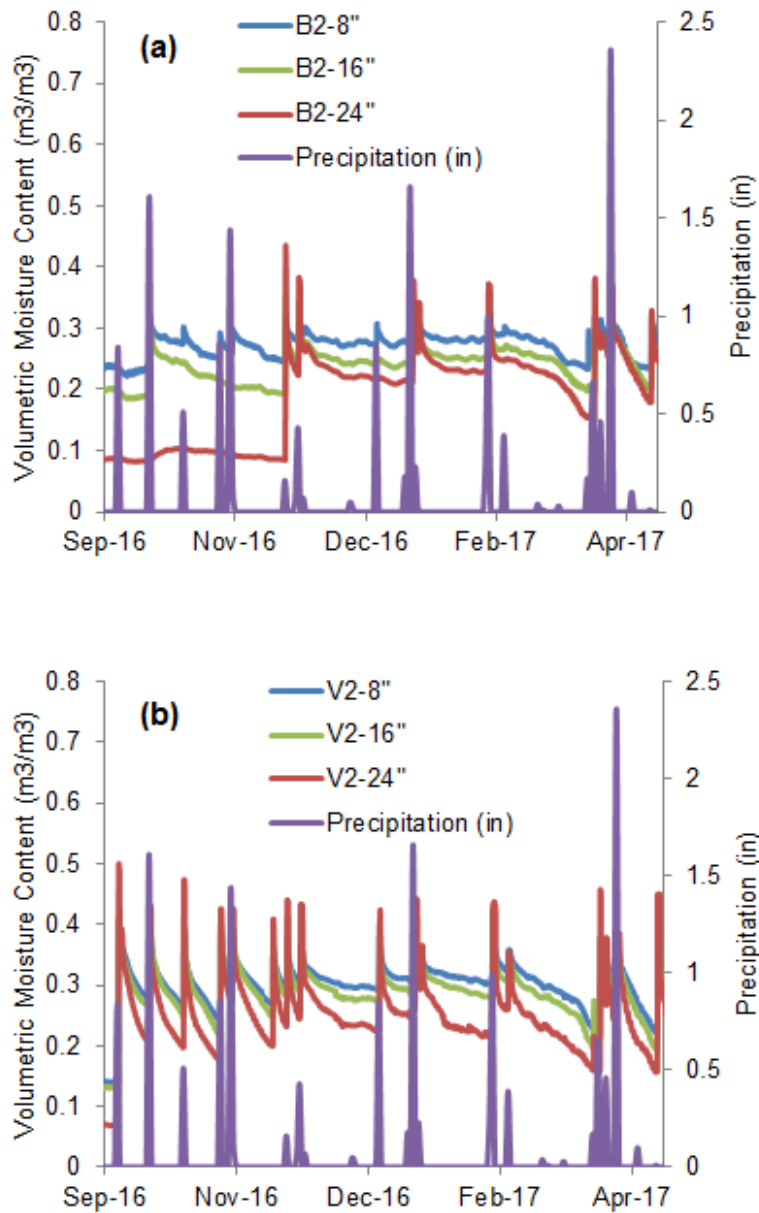 (a)
B2-8"
B2-16"
B2-24"
Precipitation (in)
Volumetric Moisture Content (m3/m3)
0.8
0.7
0.6
0.5
0.4
0.3
0.2
0.1
0
2.5
2
1.5
1
0.5
0
Precipitation (in)
Sep-16 Nov-16 Dec-16 Feb-17 Apr-17
(b)
V2-8"
V2-16"
V2-24"
Precipitation (in)
Volumetric Moisture Content (m3/m3)
0.8
0.7
0.6
0.5
0.4
0.3
0.2
0.1
0
2.5
2
1.5
1
0.5
0
Precipitation (in)
Sep-16 Nov-16 Dec-16 Feb-17 Apr-17